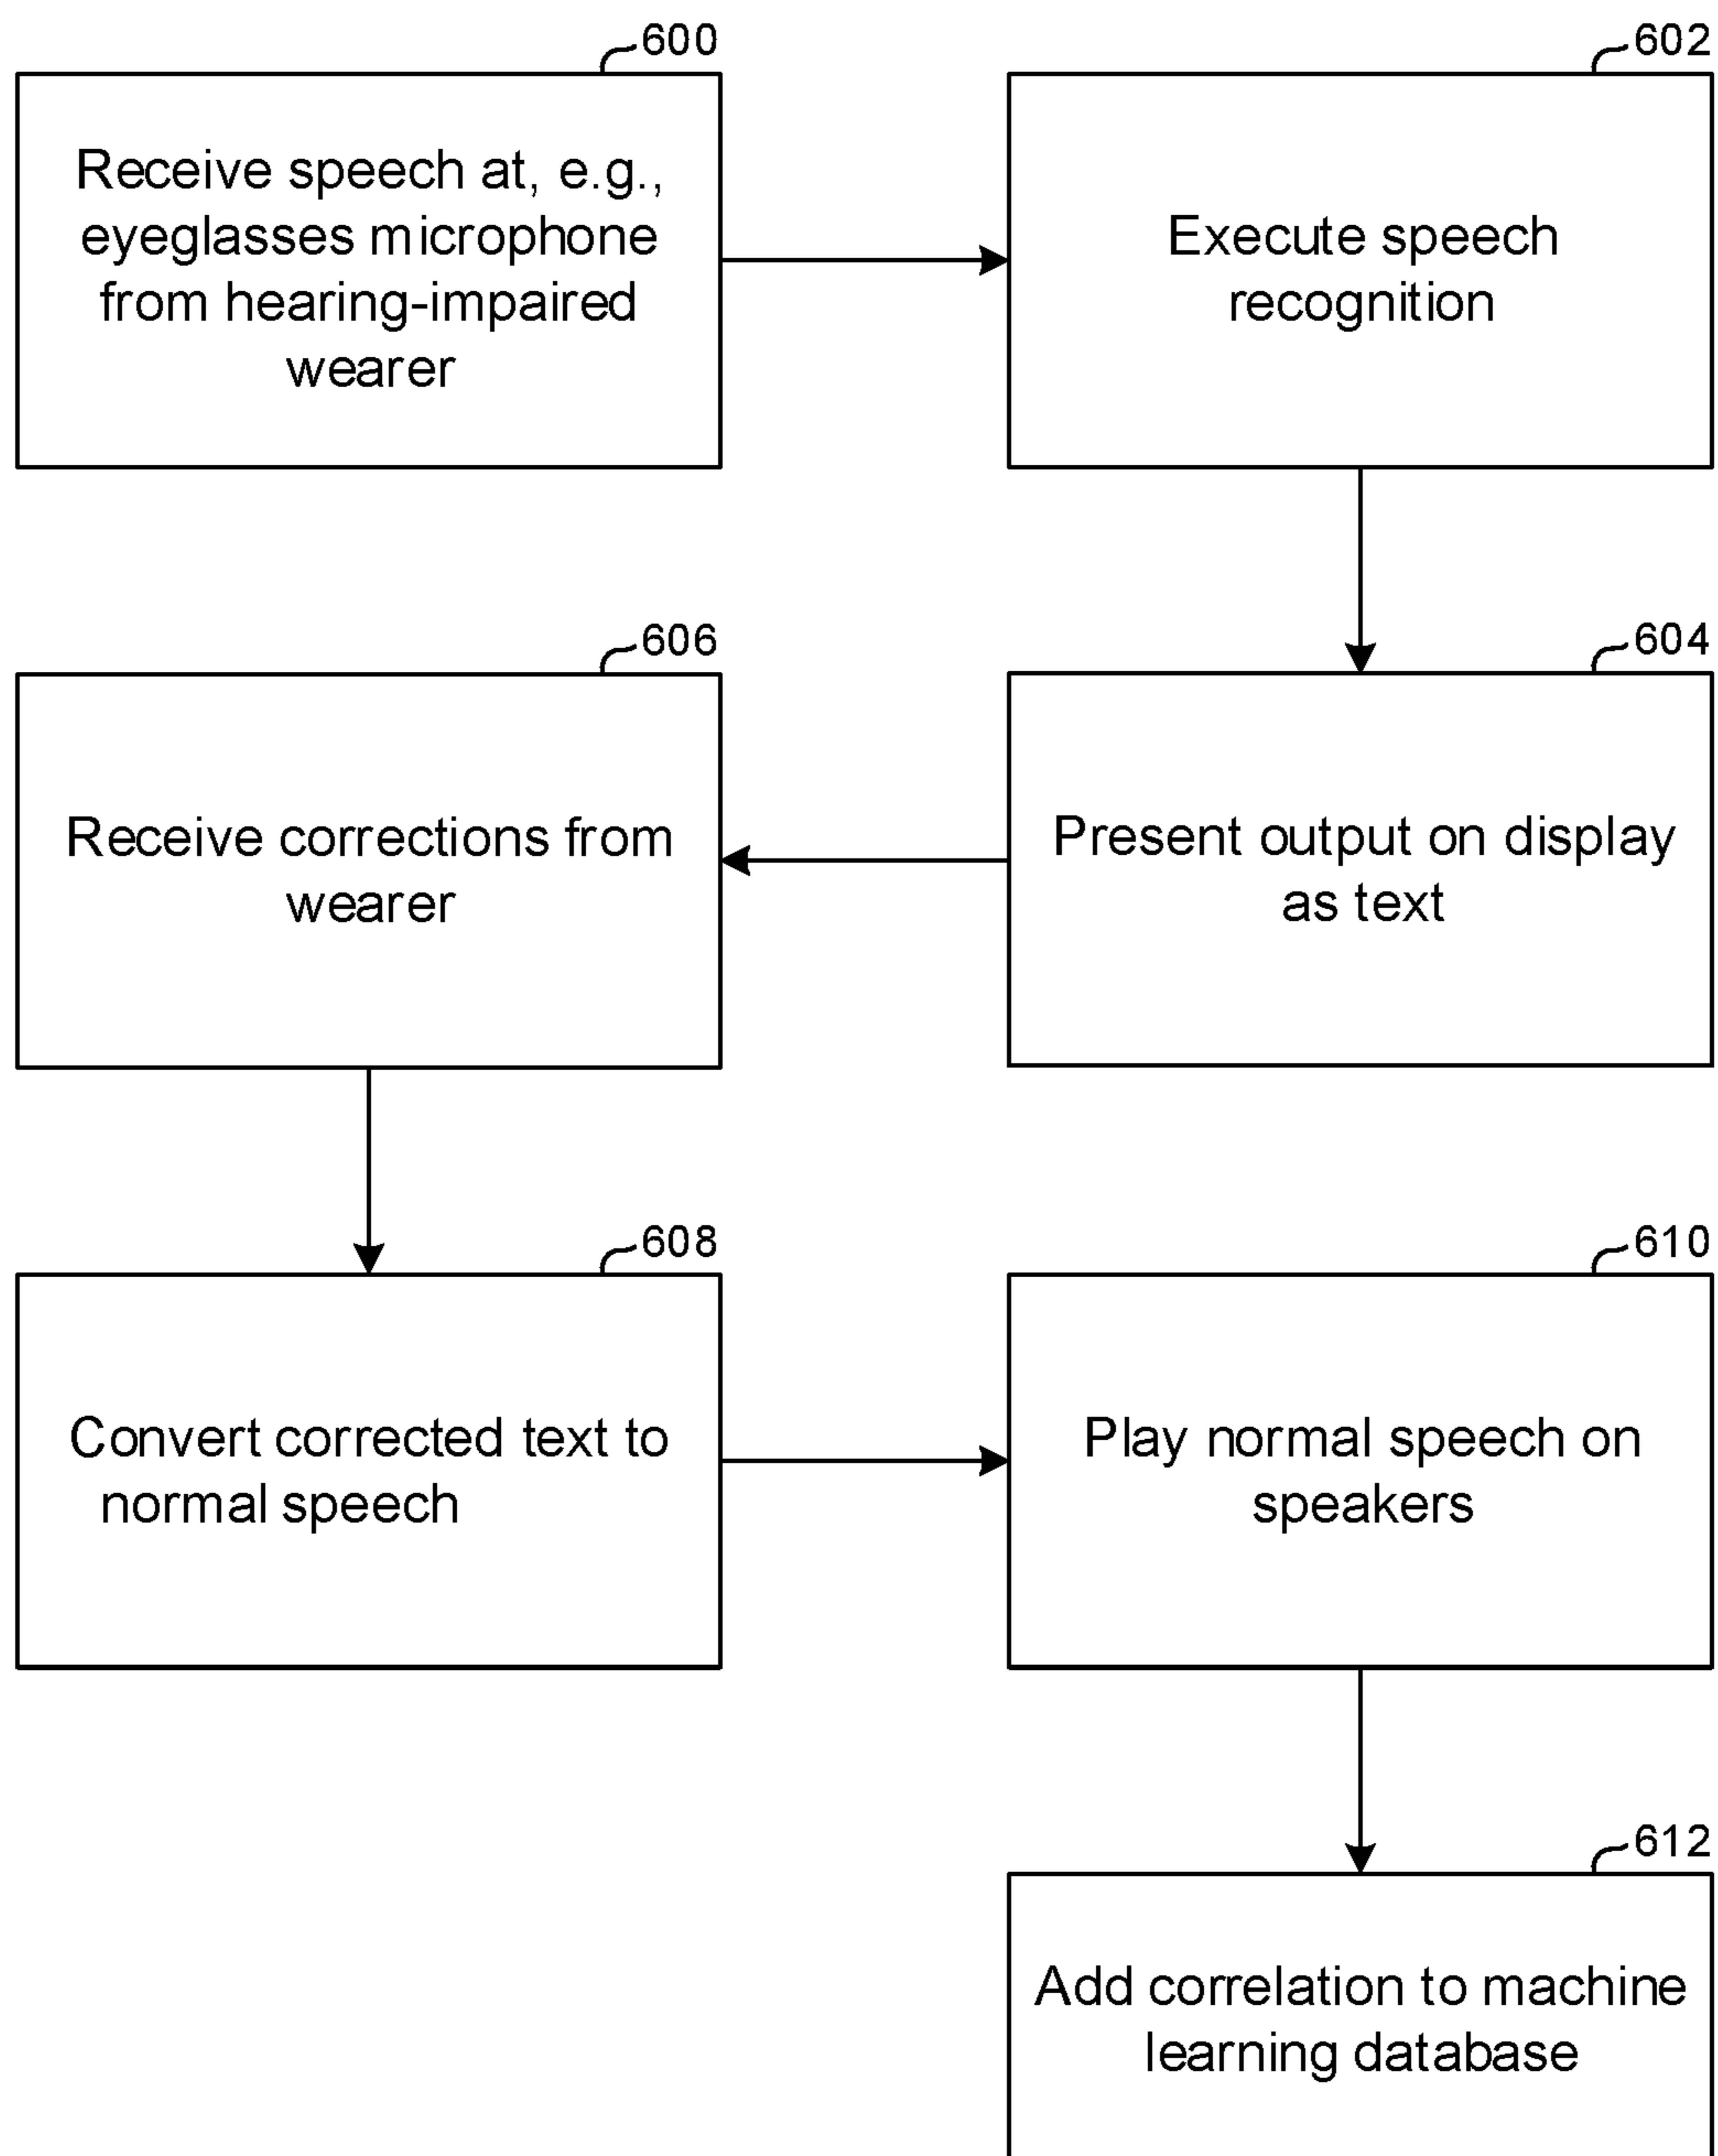 600
Receive speech at, e.g.,
eyeglasses microphone
from hearing-impaired
wearer
602
Execute speech
recognition
604
Present output on display
as text
606
Receive corrections from
wearer
608
Convert corrected text to
normal speech
610
Play normal speech on
speakers
612
Add correlation to machine
learning database